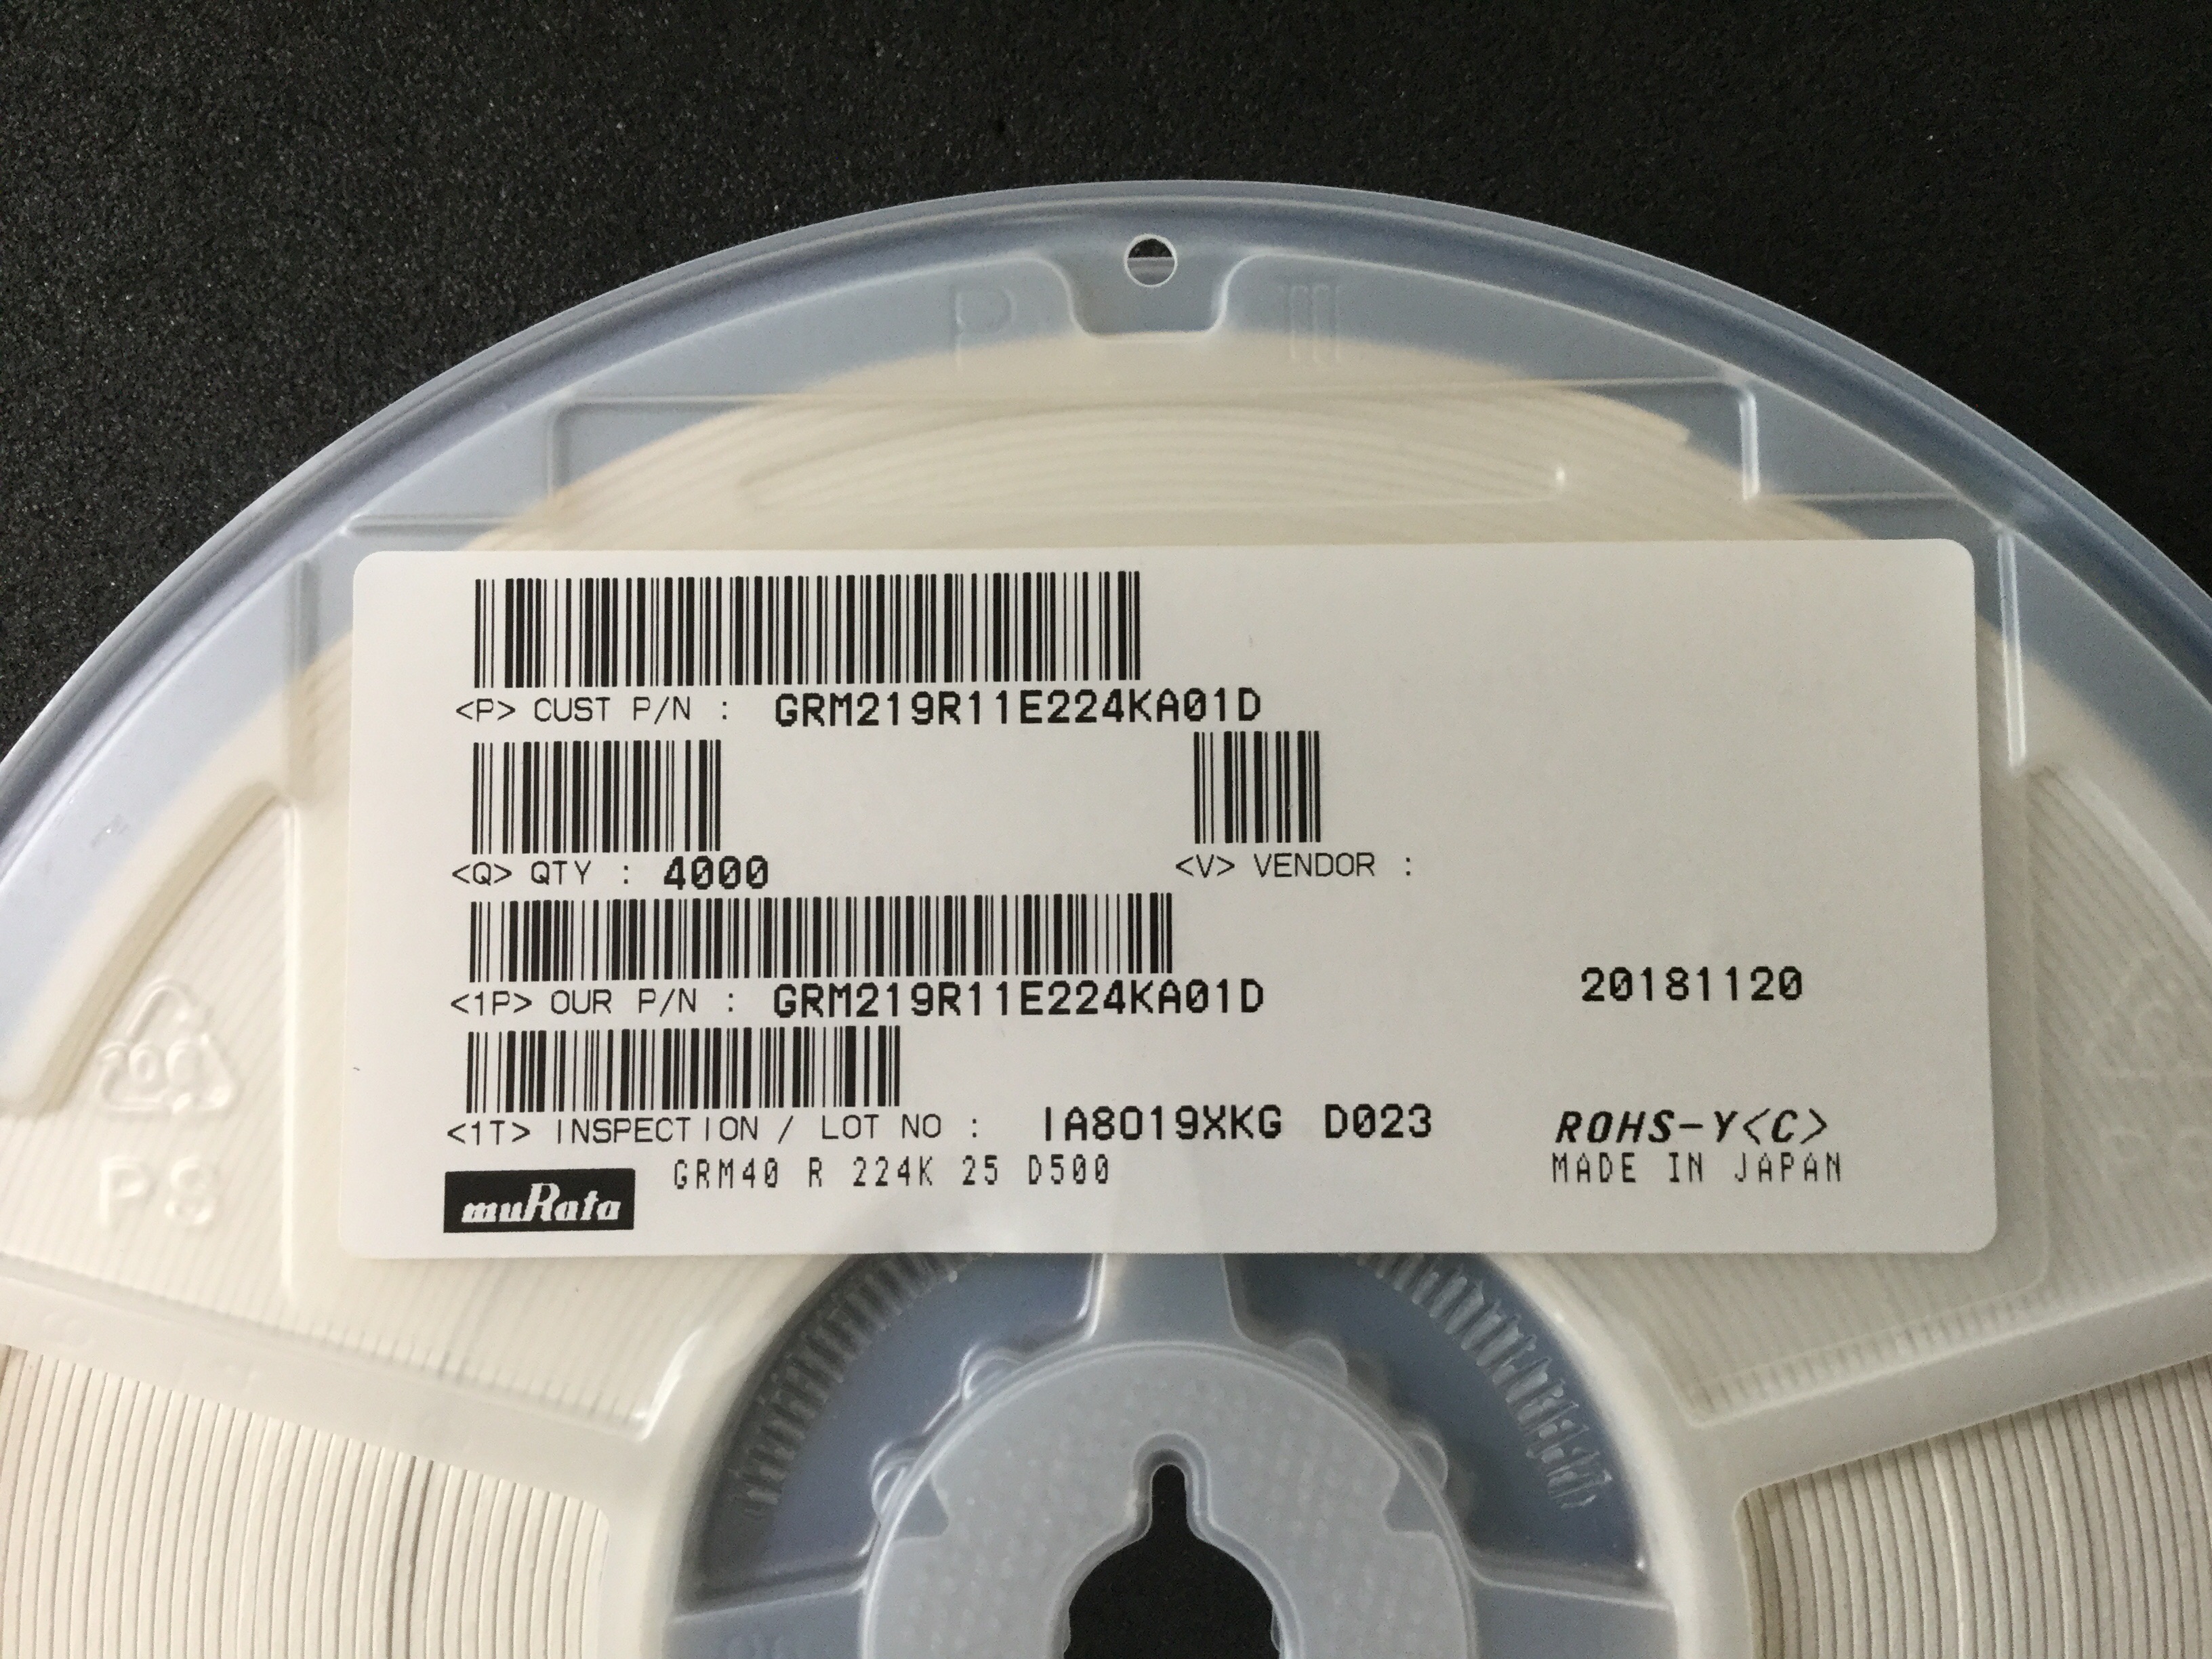 P
<P> CUST P/N : GRM219R11E224KA01D
<Q> QTY : 4000
<V> VENDOR :
<1P> OUR P/N : GRM219R11E224KA01D
20181120
<1T> INSPECTION / LOT NO : IA8019XKG D023
ROHS-Y<C>
GRM40 R 224K 25 D500
MADE IN JAPAN
muRata
PS